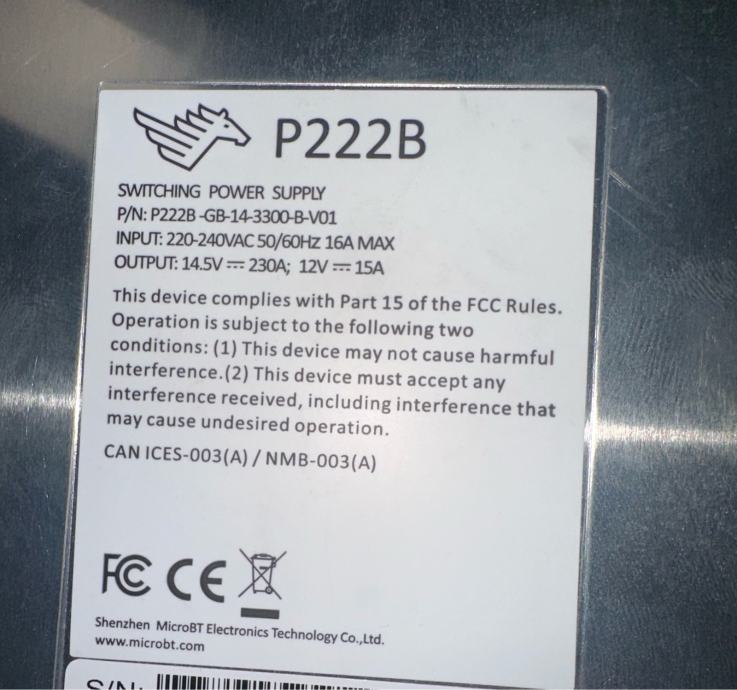 P222B
SWITCHING POWER SUPPLY
P/N: P222B -GB-14-3300-B-V01
INPUT: 220-240VAC 50/60Hz 16A MAX
OUTPUT: 14.5V⎓230A; 12V⎓15A
This device complies with Part 15 of the FCC Rules.
Operation is subject to the following two
conditions: (1) This device may not cause harmful
interference.(2) This device must accept any
interference received, including interference that
may cause undesired operation.
CAN ICES-003(A) / NMB-003(A)
FC CE
Shenzhen MicroBT Electronics Technology Co.,Ltd.
www.microbt.com
S/N: